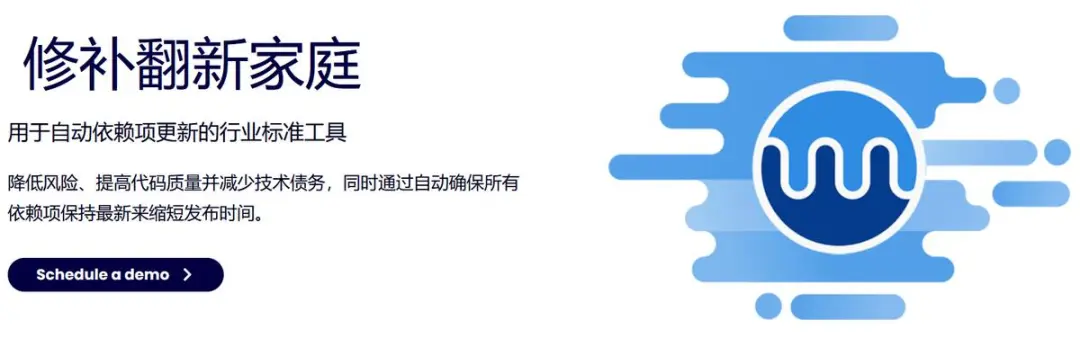 修补翻新家庭
用于自动依赖项更新的行业标准工具
降低风险、提高代码质量并减少技术债务，同时通过自动确保所有
依赖项保持最新来缩短发布时间。
Schedule a demo